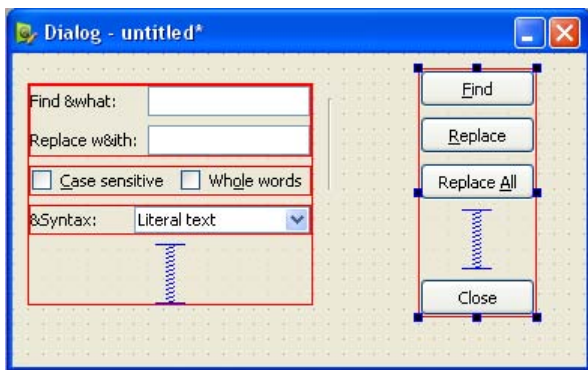 Dialog - untitled*
Find &what:
Replace w&ith:
Case sensitive Whole words
&Syntax: Literal text
Find
Replace
Replace All
Close